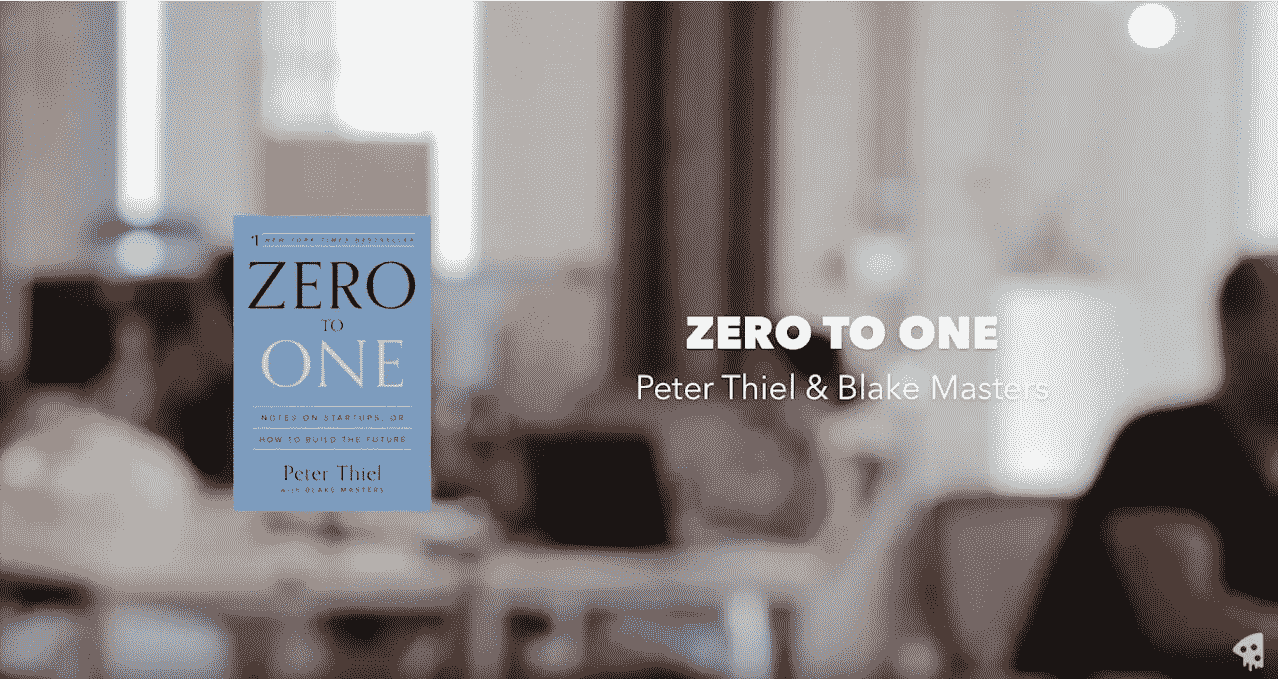 #1 NEW YORK TIMES BESTSELLER
ZERO
TO
ONE
NOTES ON STARTUPS, OR
HOW TO BUILD THE FUTURE
Peter Thiel
with BLAKE MASTERS
ZERO TO ONE
Peter Thiel & Blake Masters